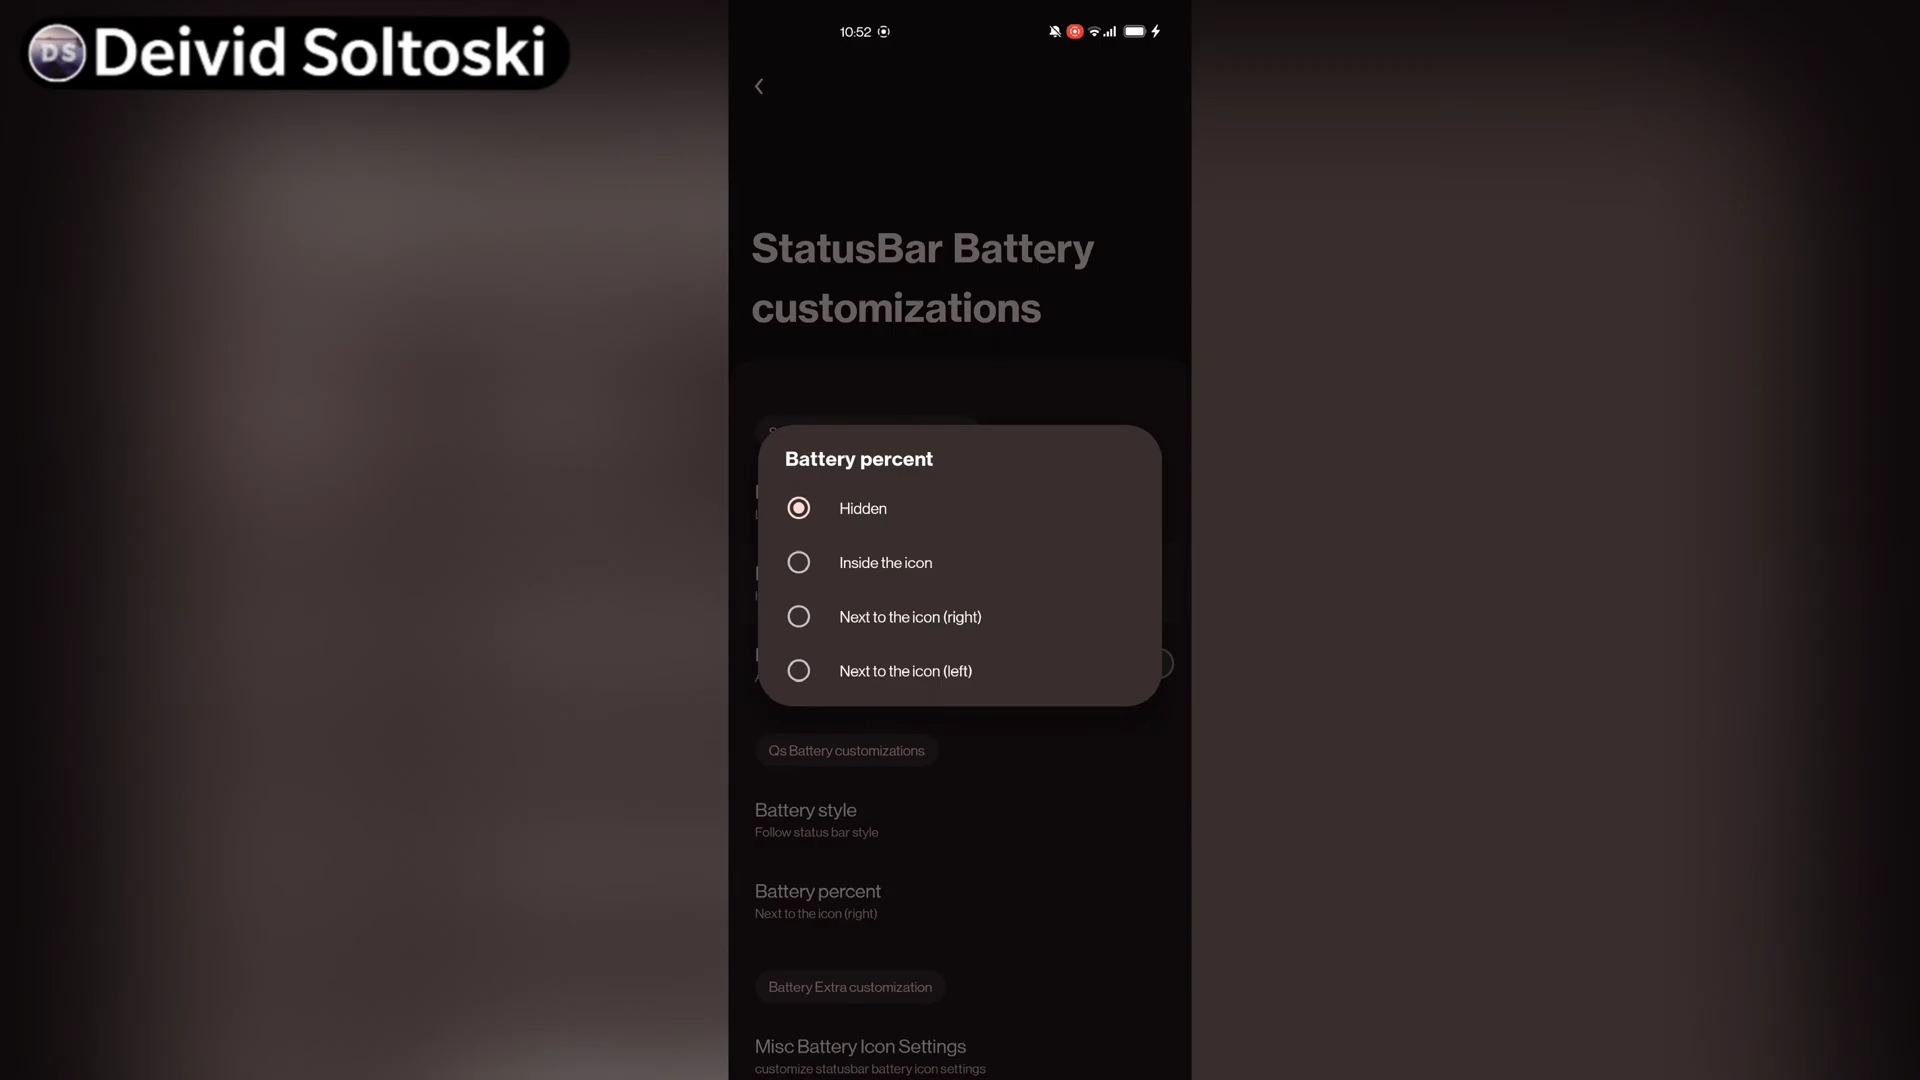 DS Deivid Soltoski
10:52
StatusBar Battery
customizations
Battery percent
Hidden
Inside the icon
Next to the icon (right)
Next to the icon (left)
Qs Battery customizations
Battery style
Follow status bar style
Battery percent
Next to the icon (right)
Battery Extra customization
Misc Battery Icon Settings
customize statusbar battery icon settings